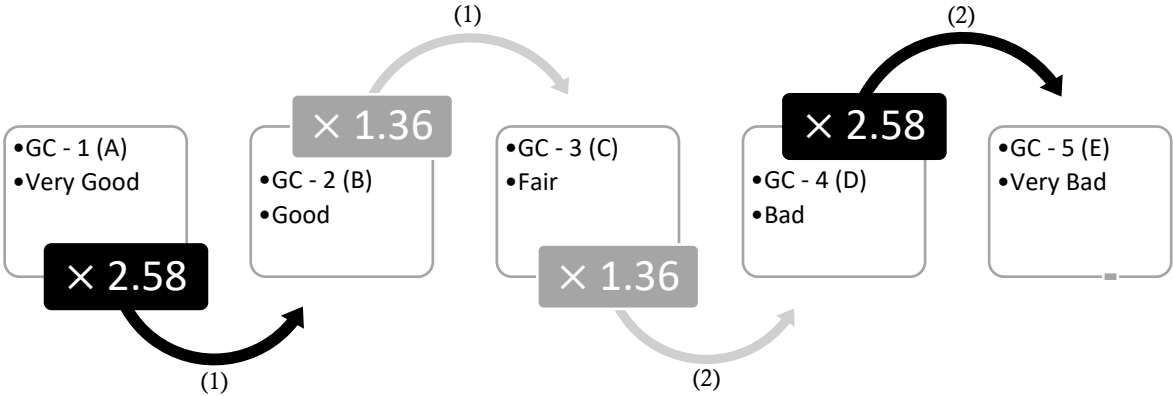 (1)
(2)
× 1.36
× 2.58
•GC - 1 (A)
•Very Good
•GC - 2 (B)
•Good
•GC - 3 (C)
•Fair
•GC - 4 (D)
•Bad
•GC - 5 (E)
•Very Bad
× 2.58
× 1.36
(1)
(2)